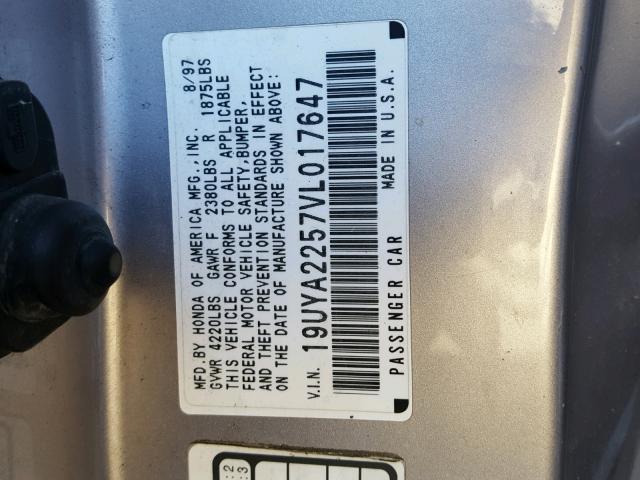 MFD.BY HONDA OF AMERICA MFG.,INC. 8/97
GVWR 4220LBS GAWR F 2380LBS R 1875LBS
THIS VEHICLE CONFORMS TO ALL APPLICABLE
FEDERAL MOTOR VEHICLE SAFETY,BUMPER,
AND THEFT PREVENTION STANDARDS IN EFFECT
ON THE DATE OF MANUFACTURE SHOWN ABOVE:
V.I.N. 19UYA2257VL017647
PASSENGER CAR MADE IN U.S.A.
:2
:3